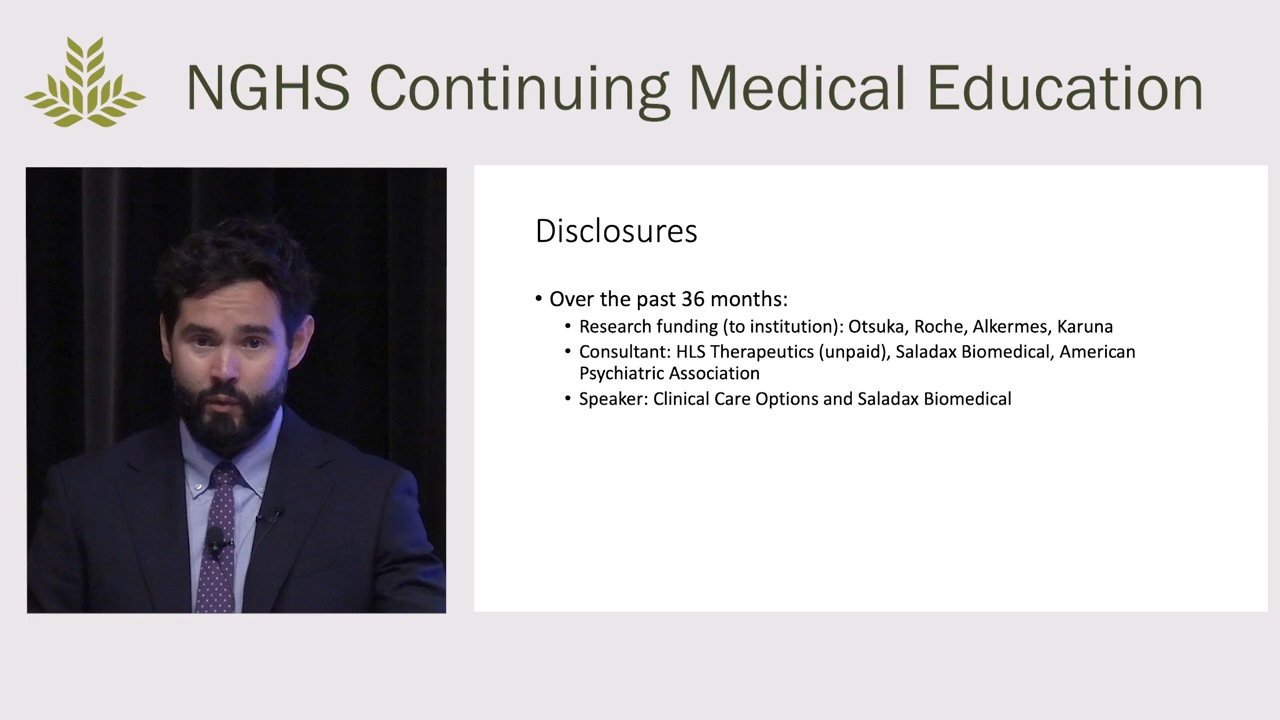 NGHS Continuing Medical Education
Disclosures
• Over the past 36 months:
• Research funding (to institution): Otsuka, Roche, Alkermes, Karuna
• Consultant: HLS Therapeutics (unpaid), Saladax Biomedical, American
Psychiatric Association
• Speaker: Clinical Care Options and Saladax Biomedical